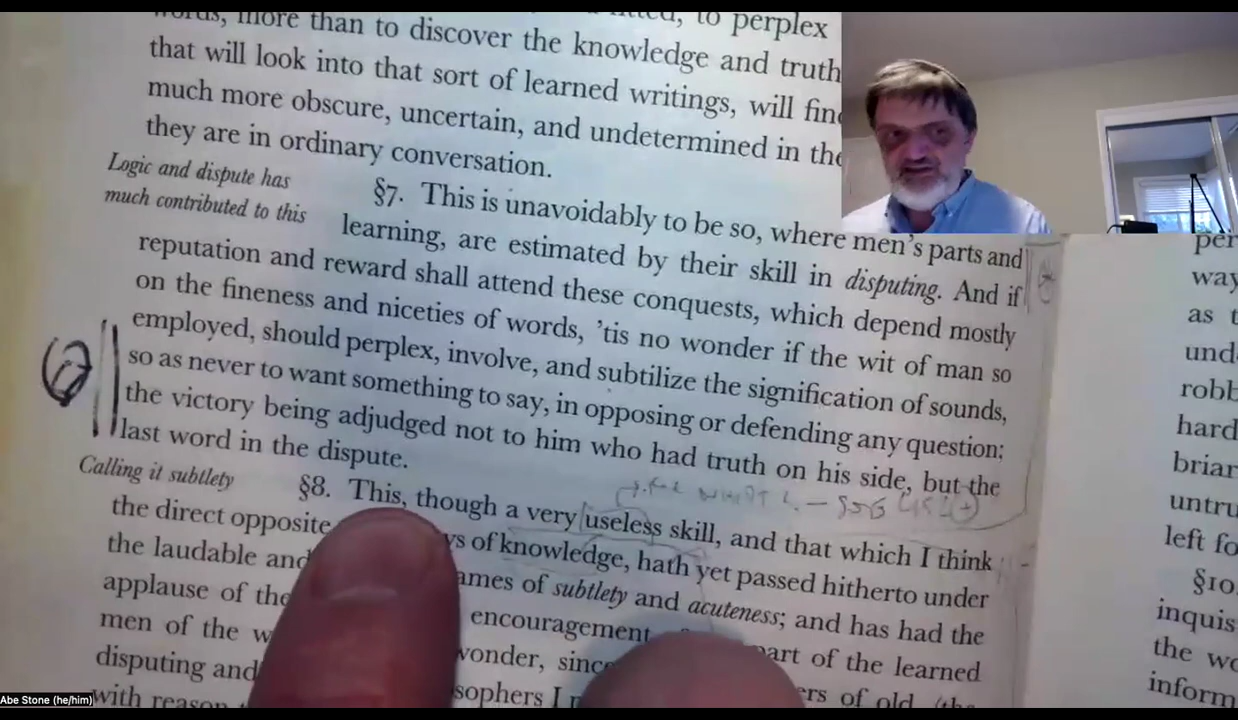 words, more than to discover the knowledge and truth
that will look into that sort of learned writings, will find
much more obscure, uncertain, and undetermined in the
they are in ordinary conversation.
Logic and dispute has
much contributed to this
§7. This is unavoidably to be so, where men's parts and
learning, are estimated by their skill in disputing. And if
reputation and reward shall attend these conquests, which depend mostly
on the fineness and niceties of words, 'tis no wonder if the wit of man so
employed, should perplex, involve, and subtilize the signification of sounds,
so as never to want something to say, in opposing or defending any question;
the victory being adjudged not to him who had truth on his side, but the
last word in the dispute.
Calling it subtlety
§8. This, though a very useless skill, and that which I think
the direct opposite ys of knowledge, hath yet passed hitherto under
the laudable and ames of subtlety and acuteness; and has had the
applause of the encouragement part of the learned
men of the w wonder, since ers of old
disputing and sophers I
with reason
way
as t
und
robb
hard
briar
untru
left fo
§10
inquis
the wo
inform
Abe Stone (he/him)